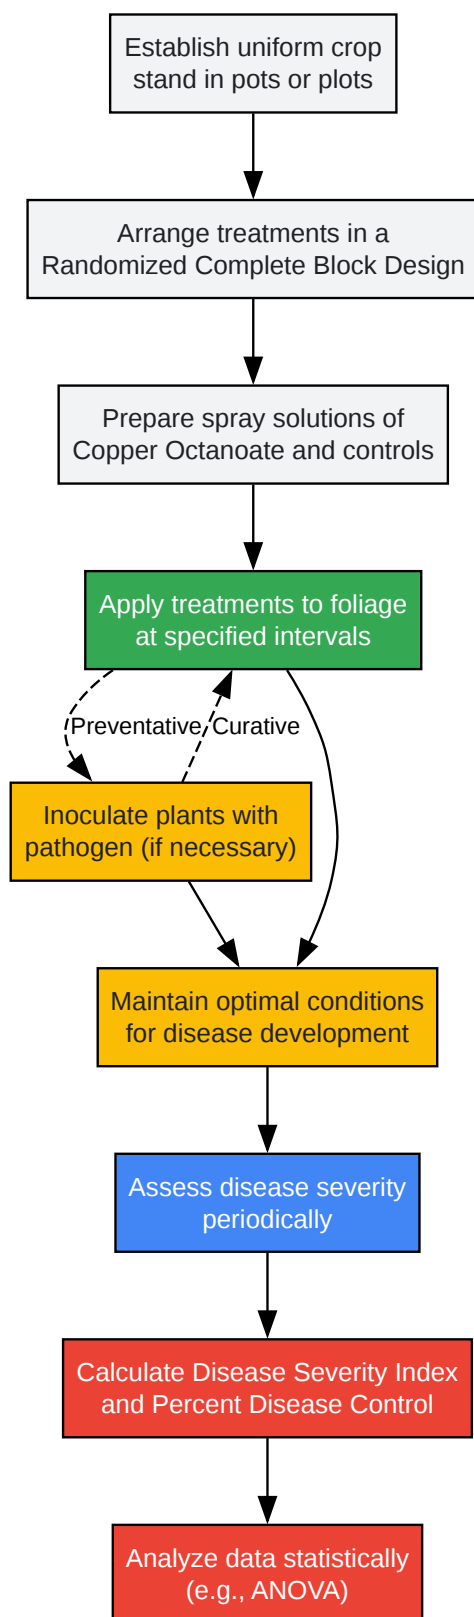 Establish uniform crop
stand in pots or plots
Arrange treatments in a
Randomized Complete Block Design
Prepare spray solutions of
Copper Octanoate and controls
Apply treatments to foliage
at specified intervals
Preventative
Curative
Inoculate plants with
pathogen (if necessary)
Maintain optimal conditions
for disease development
Assess disease severity
periodically
Calculate Disease Severity Index
and Percent Disease Control
Analyze data statistically
(e.g., ANOVA)